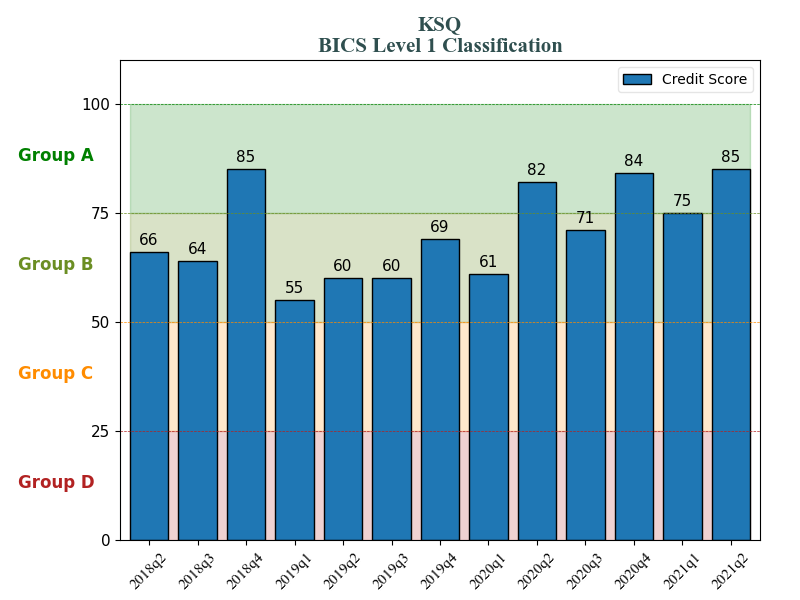 KSQ
BICS Level 1 Classification
Credit Score
100
75
50
25
0
Group A
Group B
Group C
Group D
66
64
85
55
60
60
69
61
82
71
84
75
85
2018q2
2018q3
2018q4
2019q1
2019q2
2019q3
2019q4
2020q1
2020q2
2020q3
2020q4
2021q1
2021q2